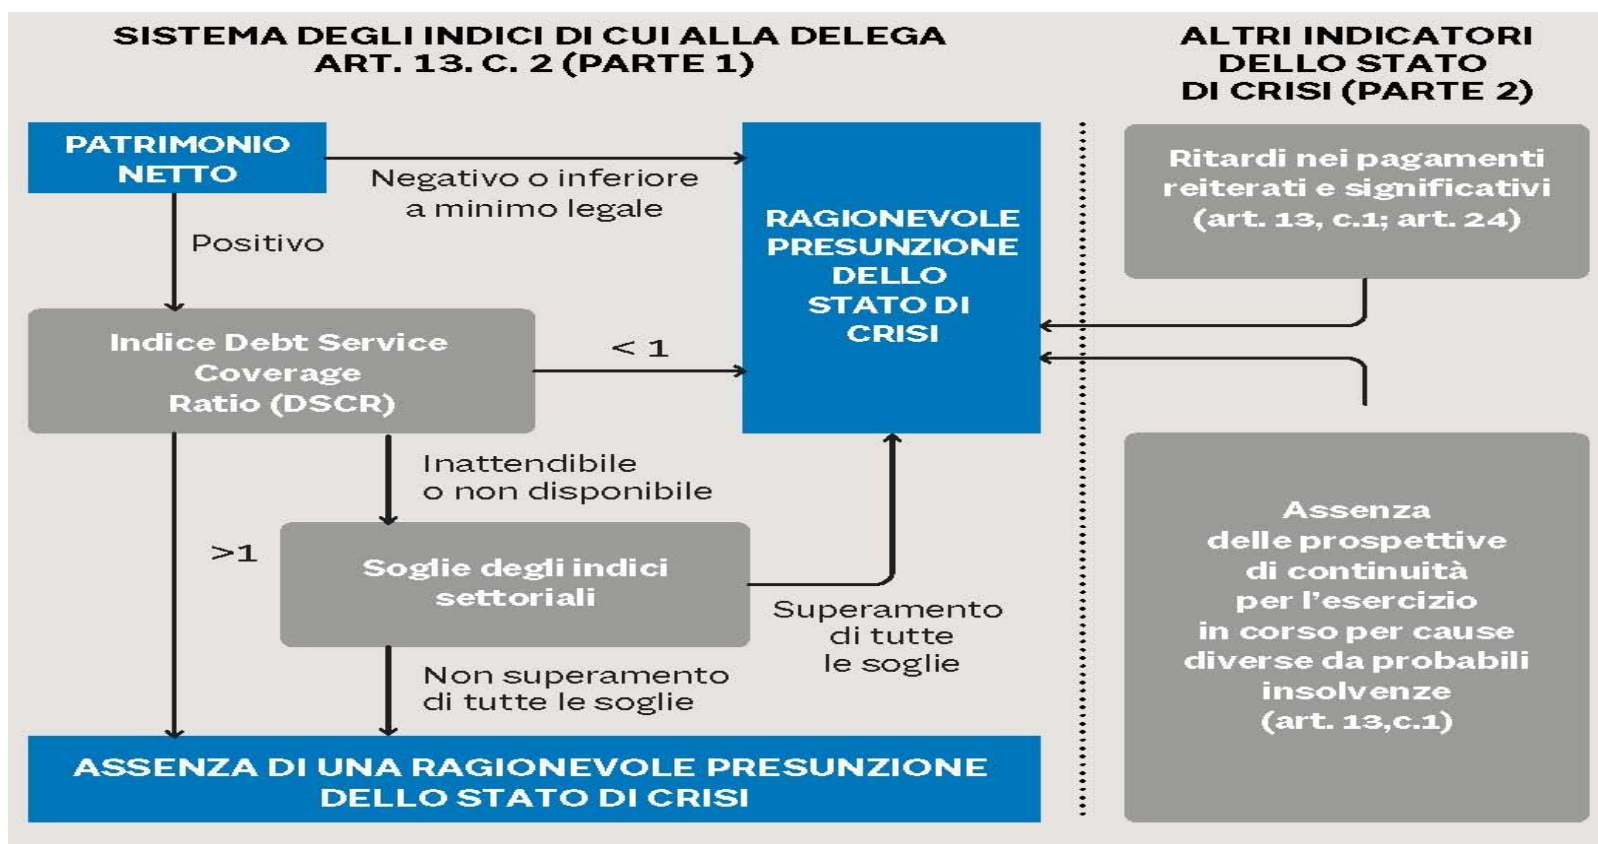 SISTEMA DEGLI INDICI DI CUI ALLA DELEGA
ART. 13. C. 2 (PARTE 1)
PATRIMONIO
NETTO
Negativo o inferiore
a minimo legale
Positivo
RAGIONEVOLE
PRESUNZIONE
DELLO
STATO DI
CRISI
Indice Debt Service
Coverage
Ratio (DSCR)
< 1
Inattendibile
o non disponibile
>1
Soglie degli indici
settoriali
Superamento
di tutte
le soglie
Non superamento
di tutte le soglie
ASSENZA DI UNA RAGIONEVOLE PRESUNZIONE
DELLO STATO DI CRISI
ALTRI INDICATORI
DELLO STATO
DI CRISI (PARTE 2)
Ritardi nei pagamenti
reiterati e significativi
(art. 13, c.1; art. 24)
Assenza
delle prospettive
di continuità
per l'esercizio
in corso per cause
diverse da probabili
insolvenze
(art. 13,c.1)